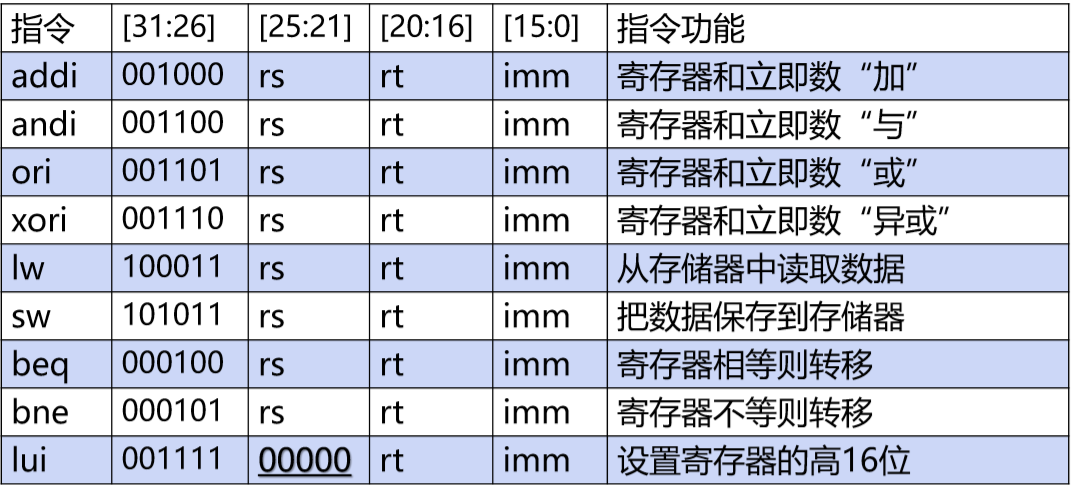 指令 [31:26] [25:21] [20:16] [15:0] 指令功能
addi 001000 rs rt imm 寄存器和立即数“加”
andi 001100 rs rt imm 寄存器和立即数“与”
ori 001101 rs rt imm 寄存器和立即数“或”
xori 001110 rs rt imm 寄存器和立即数“异或”
lw 100011 rs rt imm 从存储器中读取数据
sw 101011 rs rt imm 把数据保存到存储器
beq 000100 rs rt imm 寄存器相等则转移
bne 000101 rs rt imm 寄存器不等则转移
lui 001111 00000 rt imm 设置寄存器的高16位